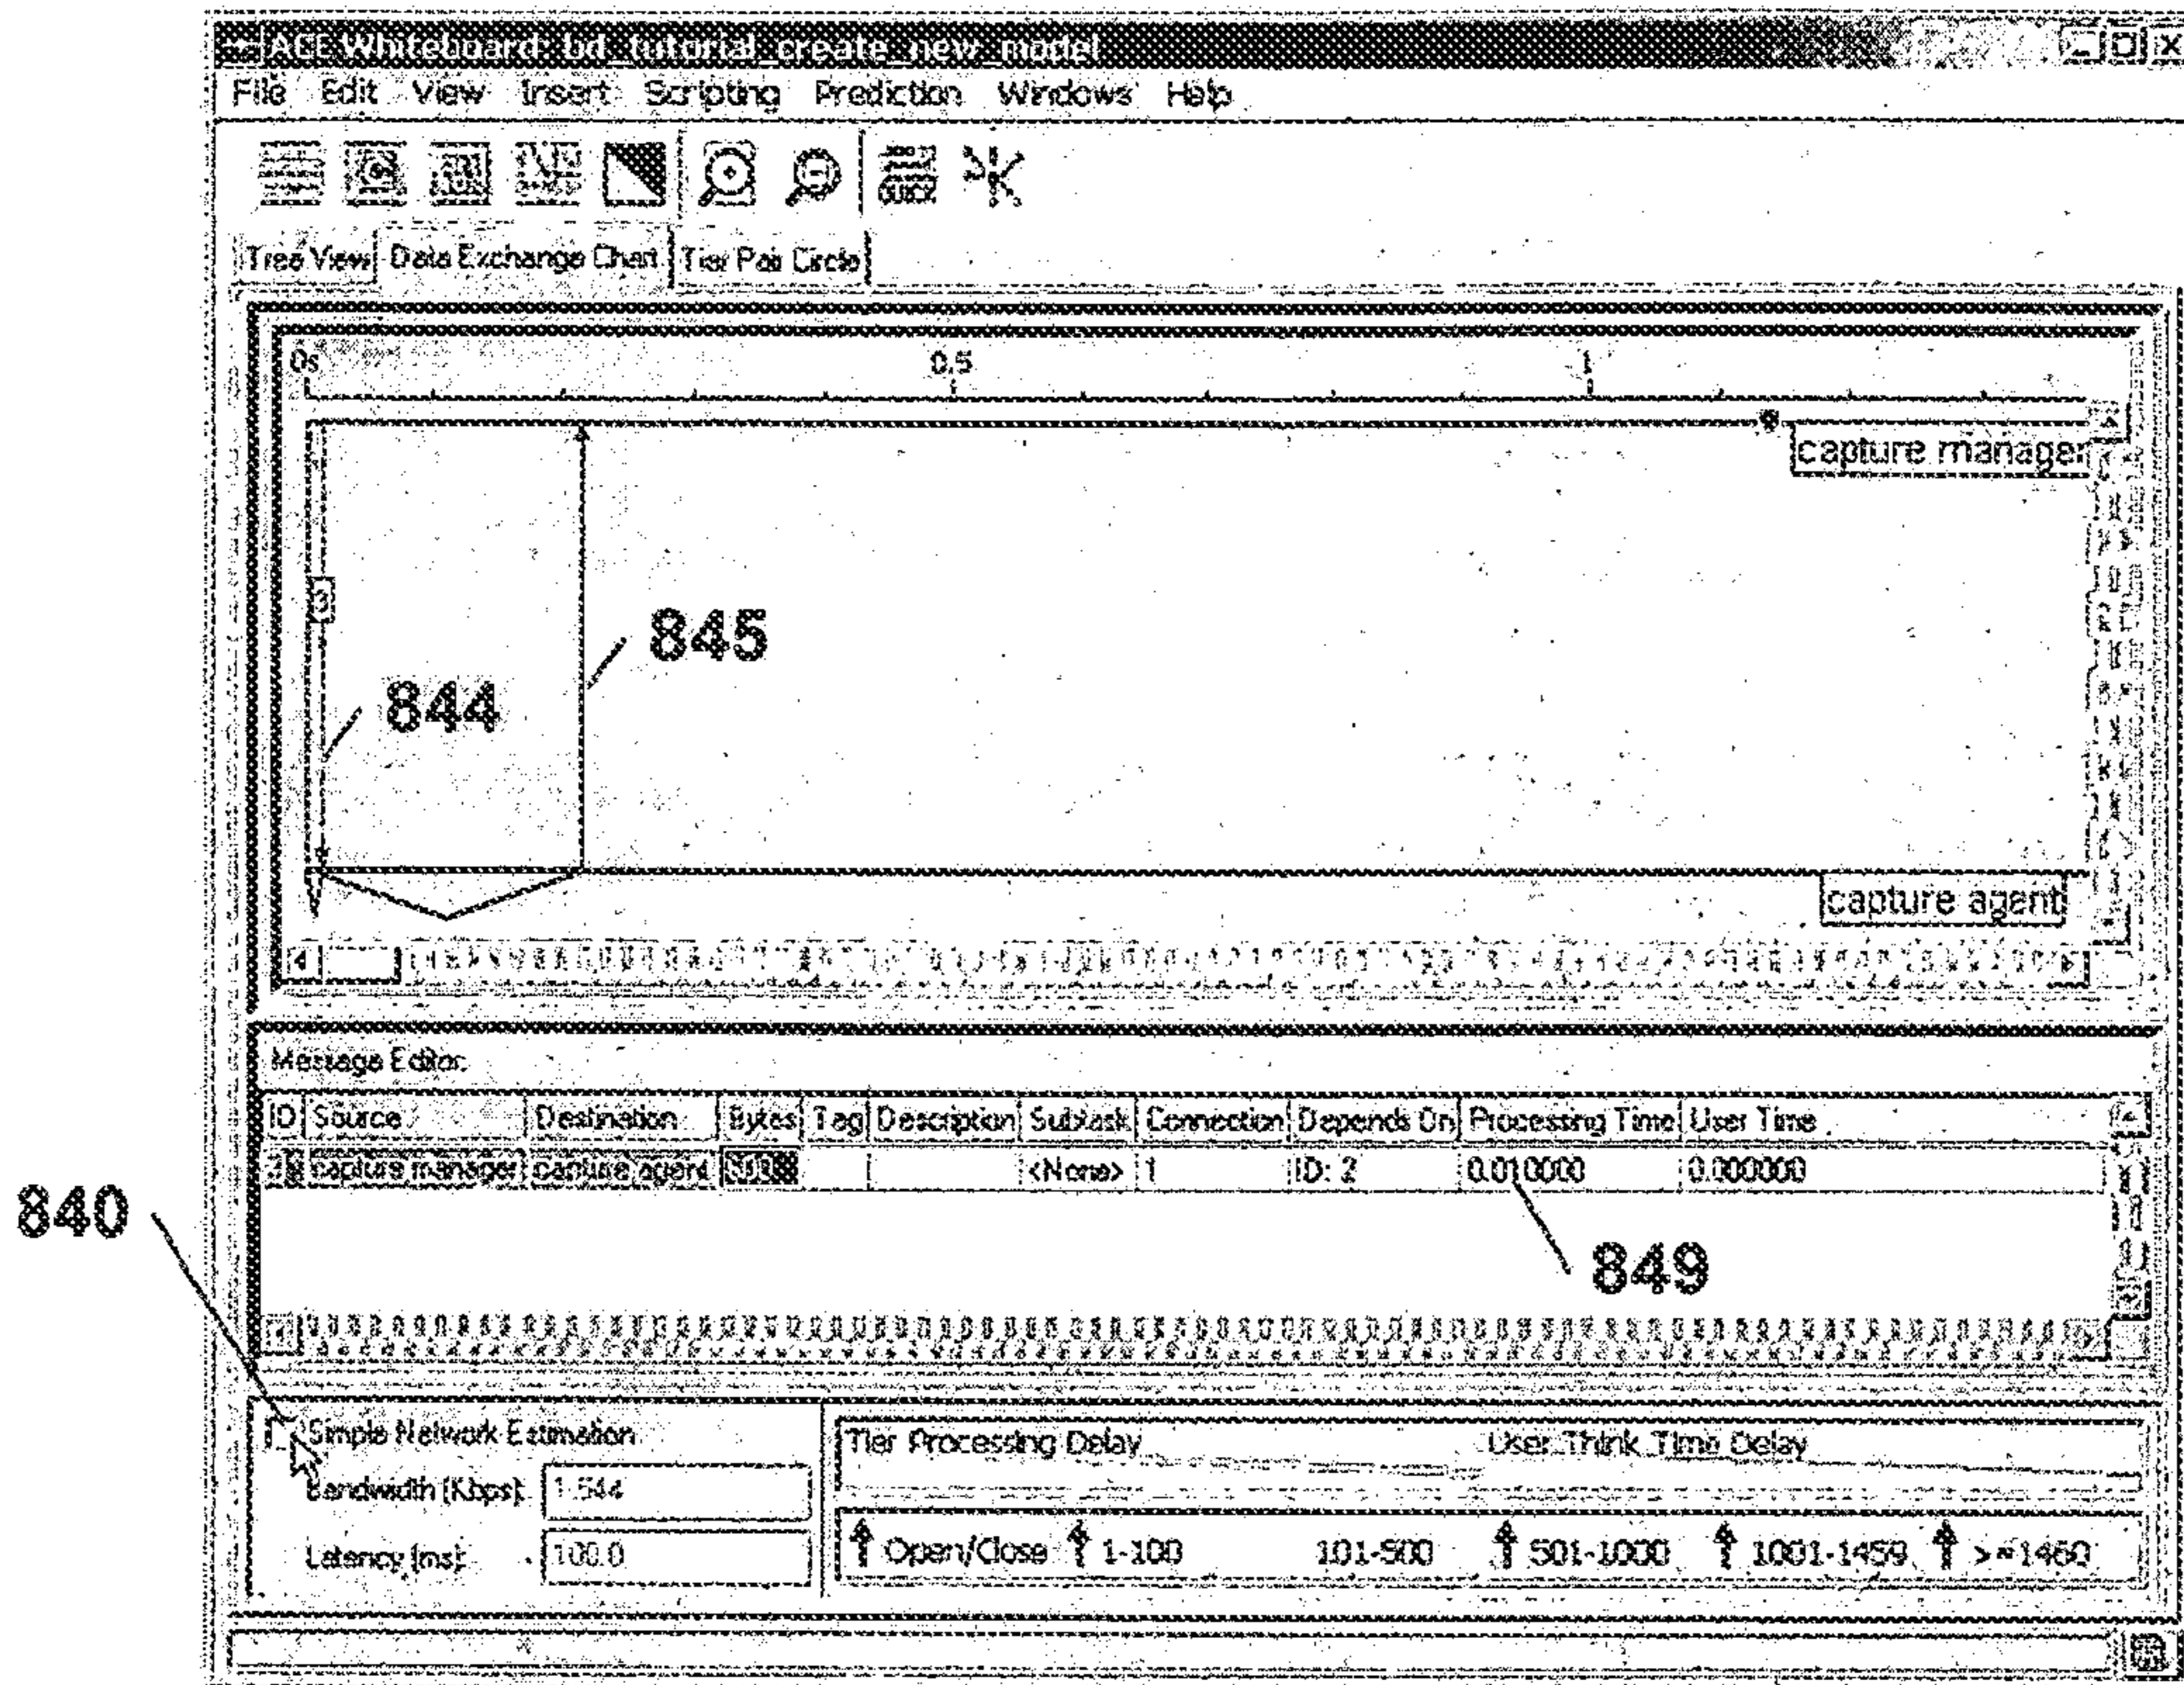 ACE Whiteboard: bd_tutorial_create_new_model
File Edit View Insert Scripting Prediction Windows Help
QUICK
Tree View Data Exchange Chart Tier Pair Circle
0s 0.5 1
capture manager
3
845
844
capture agent
Message Editor:
ID Source Destination Bytes Tag Description Subtask Connection Depends On Processing Time User Time
capture manager capture agent <None> 1 ID: 2 0.010000 0.000000
840
849
Simple Network Estimation
Bandwidth (Kbps): 1.544
Latency (ms): 100.0
Tier Processing Delay User Think Time Delay
Open/Close 1-100 101-500 501-1000 1001-1459 >=1460